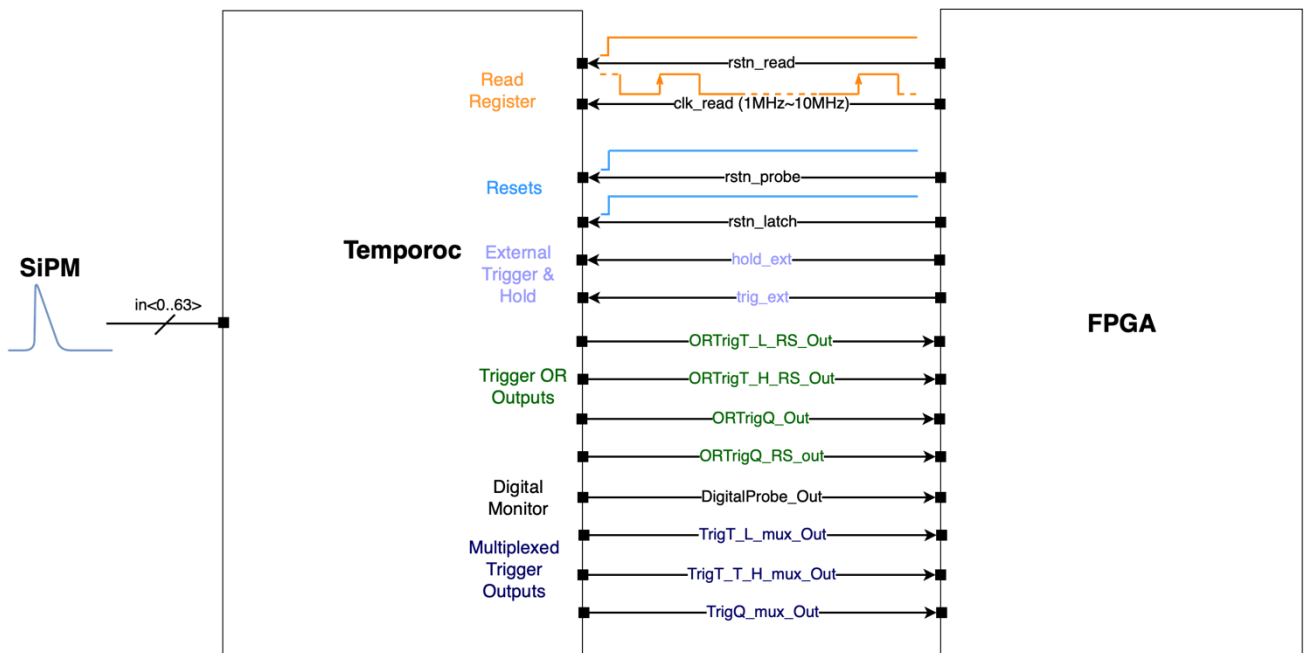 rstn_read
Read
Register
clk_read (1MHz~10MHz)
rstn_probe
Resets
rstn_latch
Temporoc
External
Trigger &
Hold
hold_ext
trig_ext
SiPM
in<0..63>
FPGA
ORTrigT_L_RS_Out
Trigger OR
Outputs
ORTrigT_H_RS_Out
ORTrigQ_Out
ORTrigQ_RS_out
Digital
Monitor
DigitalProbe_Out
Multiplexed
Trigger
Outputs
TrigT_L_mux_Out
TrigT_T_H_mux_Out
TrigQ_mux_Out